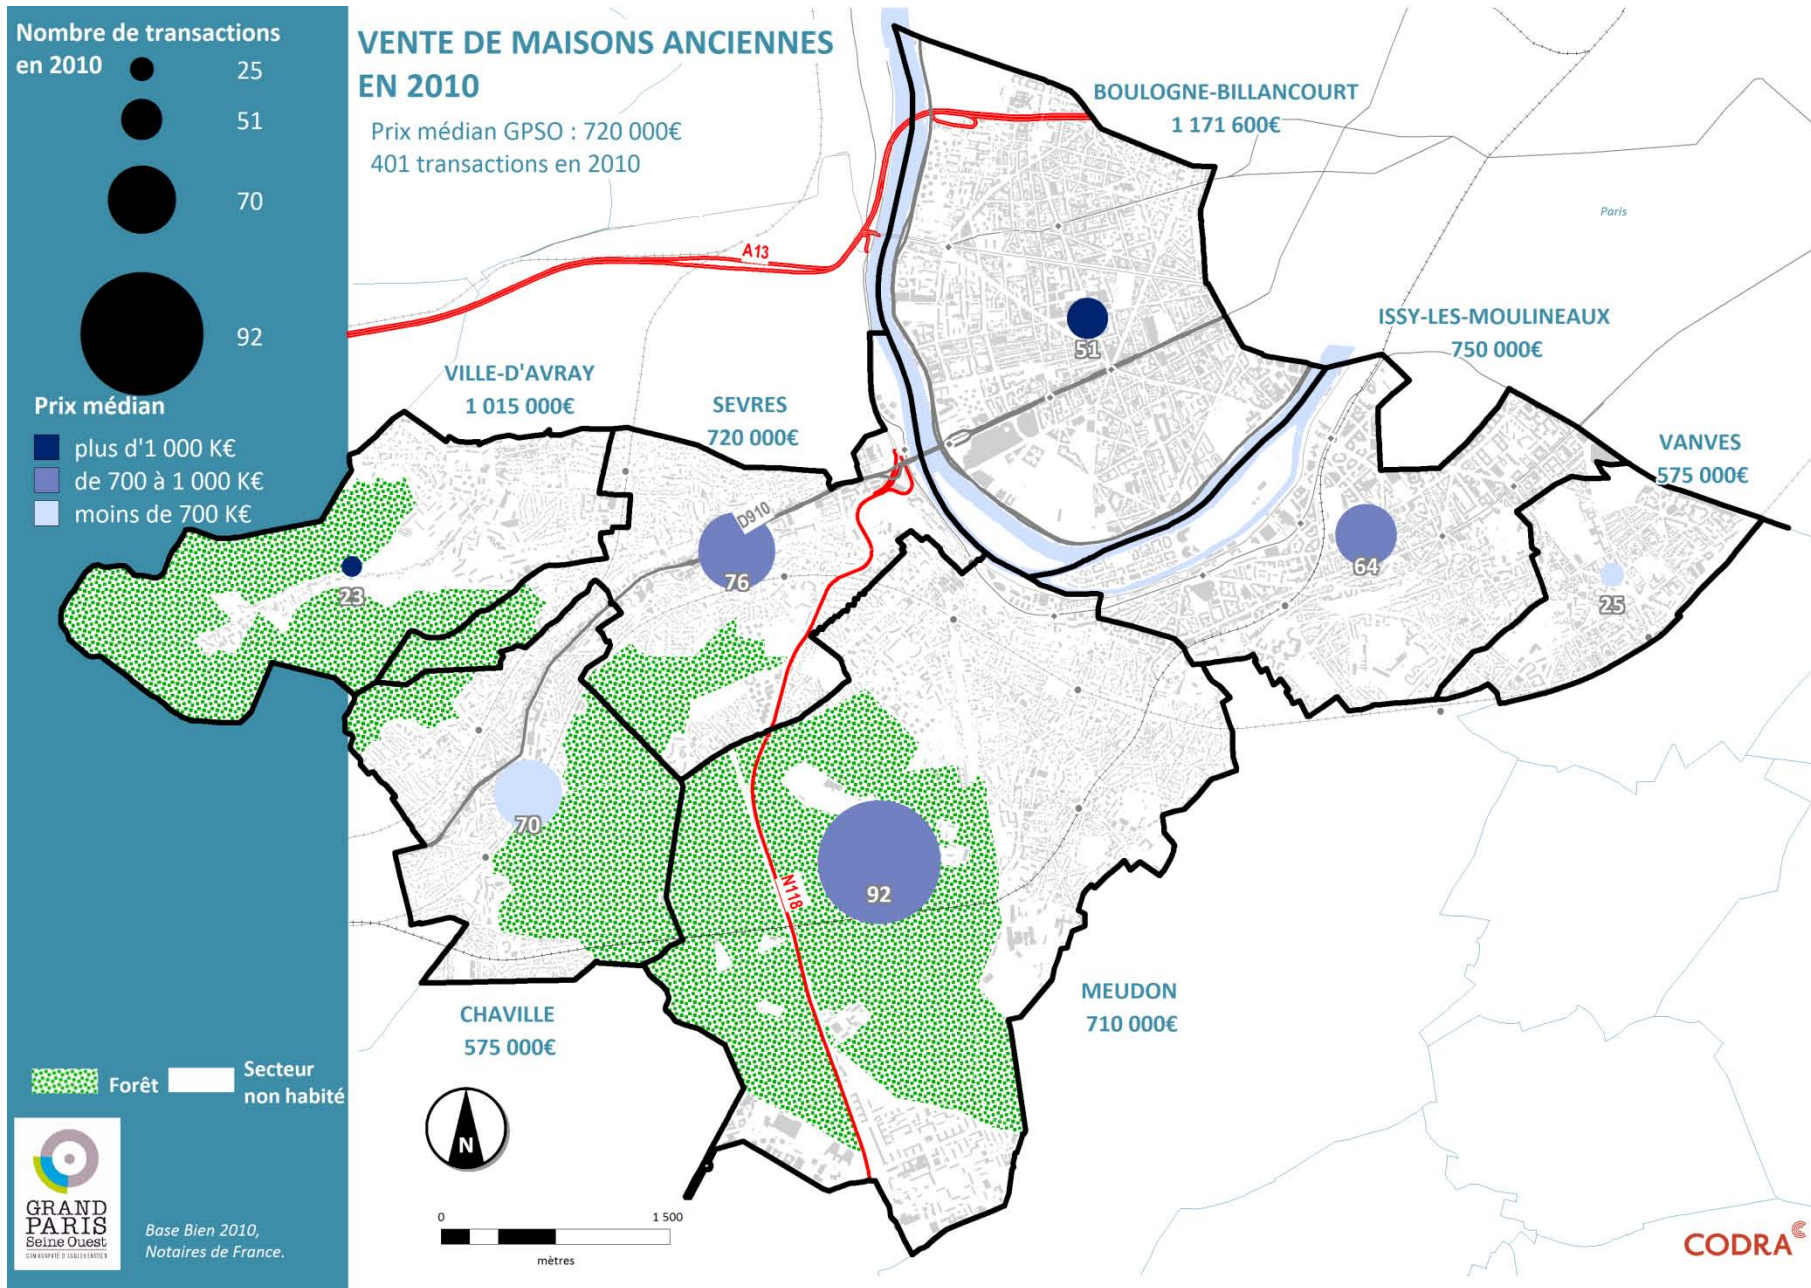 Nombre de transactions
en 2010
25
51
70
92
Prix médian
plus d'1 000 K€
de 700 à 1 000 K€
moins de 700 K€
Forêt
Secteur
non habité
GRAND
PARIS
Seine Ouest
COMMUNAUTÉ D'AGGLOMÉRATION
Base Bien 2010,
Notaires de France.
VENTE DE MAISONS ANCIENNES
EN 2010
Prix médian GPSO : 720 000€
401 transactions en 2010
BOULOGNE-BILLANCOURT
1 171 600€
Paris
A13
ISSY-LES-MOULINEAUX
750 000€
51
VILLE-D'AVRAY
1 015 000€
SEVRES
720 000€
VANVES
575 000€
D910
76
64
23
25
70
92
N118
CHAVILLE
575 000€
MEUDON
710 000€
N
0
1 500
mètres
CODRA